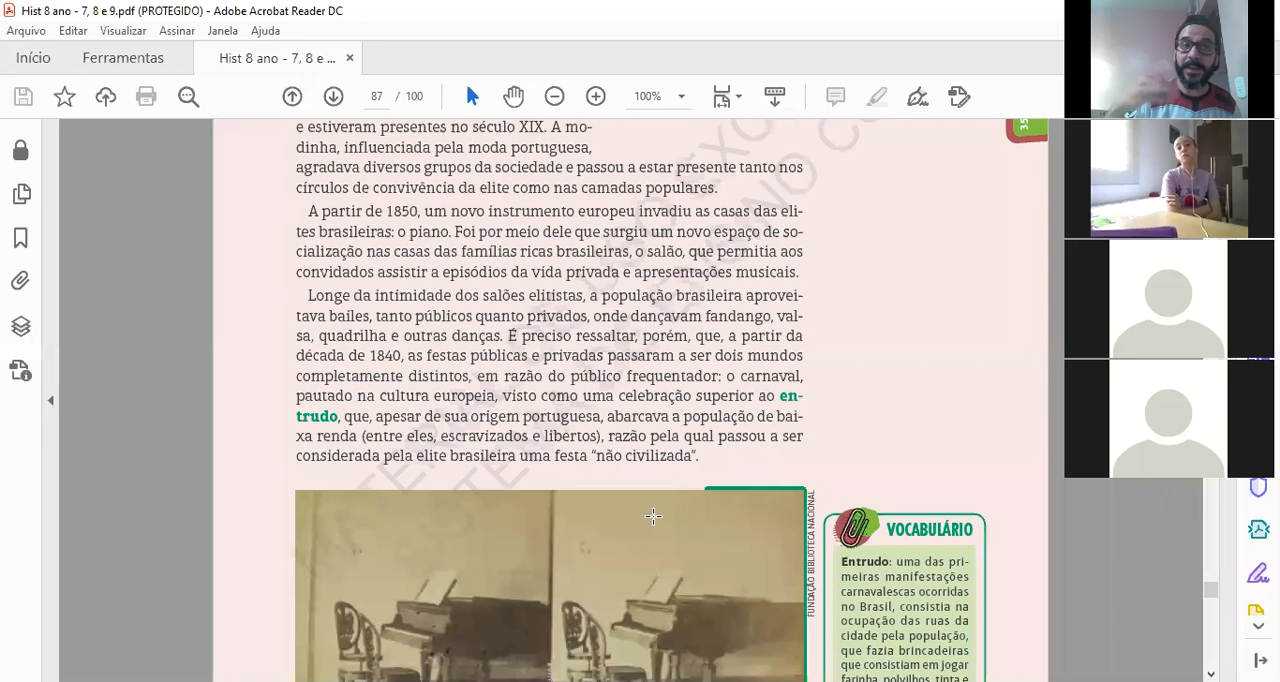 Hist 8 ano - 7, 8 e 9.pdf (PROTEGIDO) - Adobe Acrobat Reader DC
Arquivo Editar Visualizar Assinar Janela Ajuda
Início Ferramentas Hist 8 ano - 7, 8 e ... ×
87 / 100 100%
35
e estiveram presentes no século XIX. A mo-
dinha, influenciada pela moda portuguesa,
agradava diversos grupos da sociedade e passou a estar presente tanto nos
círculos de convivência da elite como nas camadas populares.
A partir de 1850, um novo instrumento europeu invadiu as casas das eli-
tes brasileiras: o piano. Foi por meio dele que surgiu um novo espaço de so-
cialização nas casas das famílias ricas brasileiras, o salão, que permitia aos
convidados assistir a episódios da vida privada e apresentações musicais.
Longe da intimidade dos salões elitistas, a população brasileira aprovei-
tava bailes, tanto públicos quanto privados, onde dançavam fandango, val-
sa, quadrilha e outras danças. É preciso ressaltar, porém, que, a partir da
década de 1840, as festas públicas e privadas passaram a ser dois mundos
completamente distintos, em razão do público frequentador: o carnaval,
pautado na cultura europeia, visto como uma celebração superior ao en-
trudo, que, apesar de sua origem portuguesa, abarcava a população de bai-
xa renda (entre eles, escravizados e libertos), razão pela qual passou a ser
considerada pela elite brasileira uma festa “não civilizada”.
FUNDAÇÃO BIBLIOTECA NACIONAL
VOCABULÁRIO
Entrudo: uma das pri-
meiras manifestações
carnavalescas ocorridas
no Brasil, consistia na
ocupação das ruas da
cidade pela população,
que fazia brincadeiras
que consistiam em jogar
farinha, polvilhos, tinta e